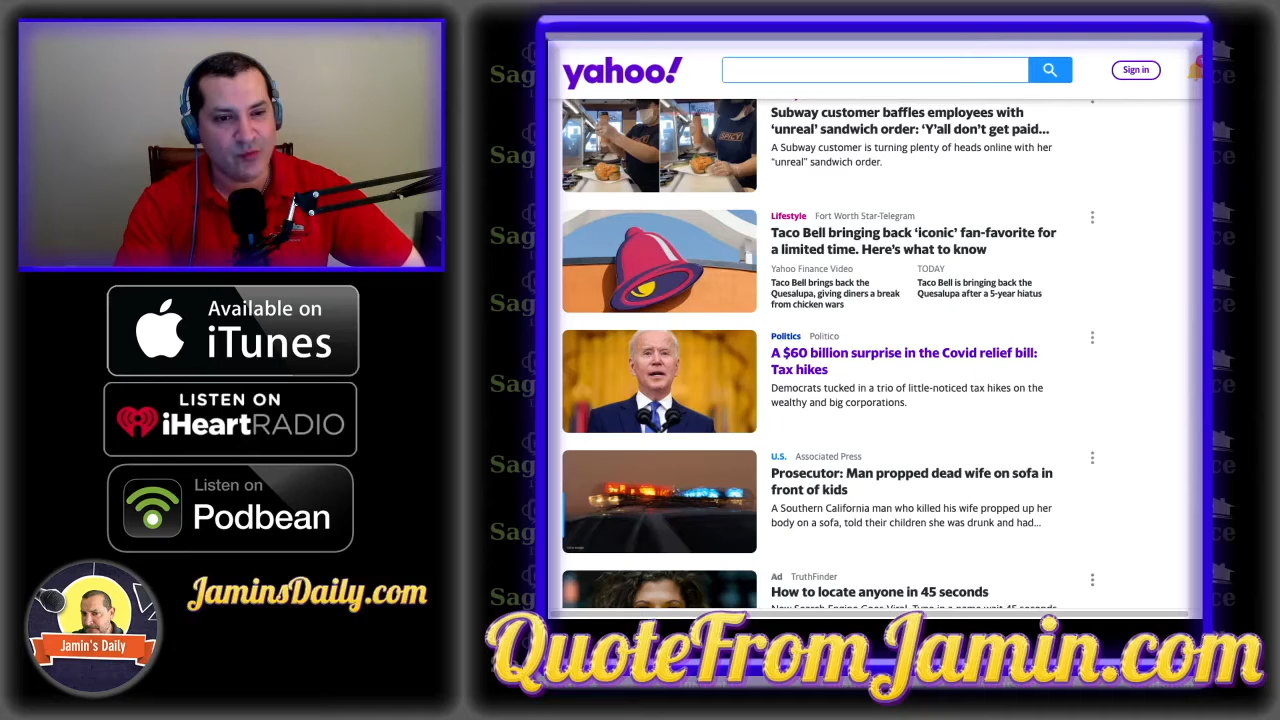 Available on
iTunes
LISTEN ON
iHeartRADIO
Listen on
Podbean
Jamin's Daily
JaminsDaily.com
yahoo!
Sign in
Subway customer baffles employees with
‘unreal’ sandwich order: ‘Y’all don’t get paid...
A Subway customer is turning plenty of heads online with her
“unreal” sandwich order.
SPICY
Lifestyle Fort Worth Star-Telegram
Taco Bell bringing back ‘iconic’ fan-favorite for
a limited time. Here’s what to know
Yahoo Finance Video
Taco Bell brings back the
Quesalupa, giving diners a break
from chicken wars
TODAY
Taco Bell is bringing back the
Quesalupa after a 5-year hiatus
Politics Politico
A $60 billion surprise in the Covid relief bill:
Tax hikes
Democrats tucked in a trio of little-noticed tax hikes on the
wealthy and big corporations.
U.S. Associated Press
Prosecutor: Man propped dead wife on sofa in
front of kids
A Southern California man who killed his wife propped up her
body on a sofa, told their children she was drunk and had...
Ad TruthFinder
How to locate anyone in 45 seconds
QuoteFromJamin.com